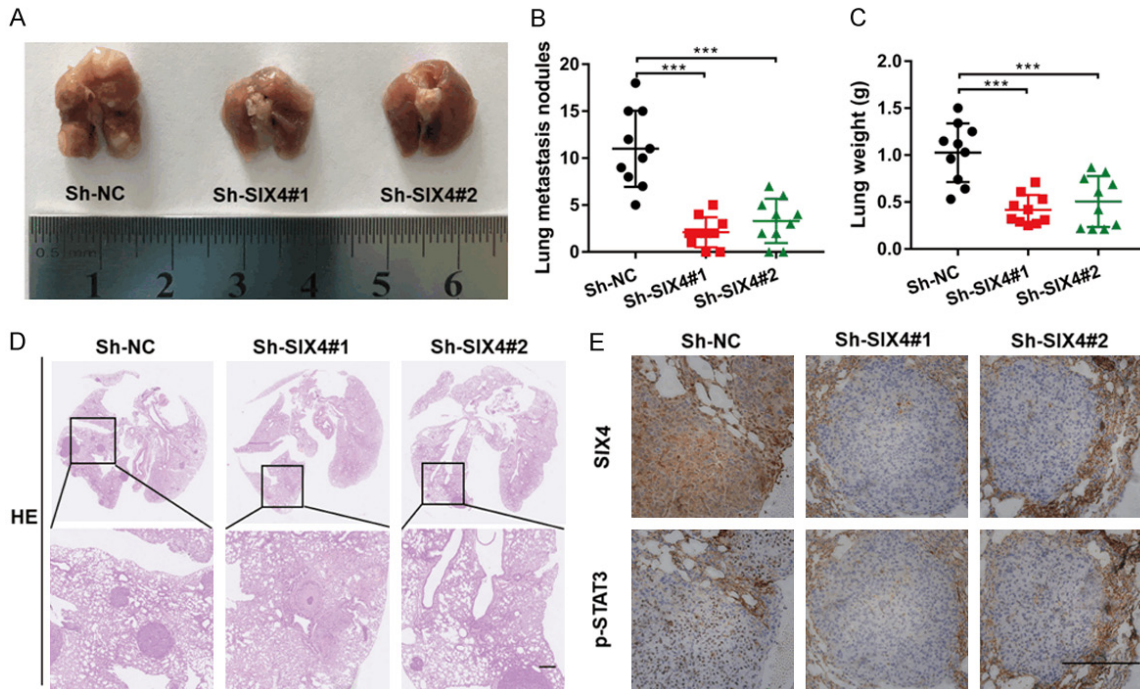 A
Sh-NC
Sh-SIX4#1
Sh-SIX4#2
0.5 mm
1 2 3 4 5 6
B
Lung metastasis nodules
20
15
10
5
0
***
***
Sh-NC
Sh-SIX4#1
Sh-SIX4#2
C
Lung weight (g)
2.0
1.5
1.0
0.5
0.0
***
***
Sh-NC
Sh-SIX4#1
Sh-SIX4#2
D
Sh-NC Sh-SIX4#1 Sh-SIX4#2
HE
E
Sh-NC Sh-SIX4#1 Sh-SIX4#2
SIX4
p-STAT3